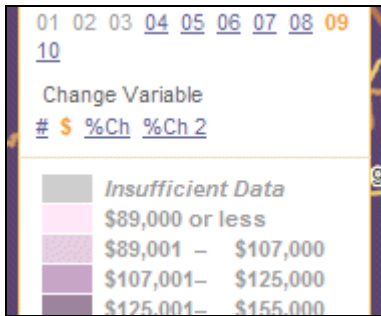 01 02 03 04 05 06 07 08 09
10
Change Variable
# $ %Ch %Ch 2
Insufficient Data
$89,000 or less
$89,001 – $107,000
$107,001– $125,000
$125,001– $155,000